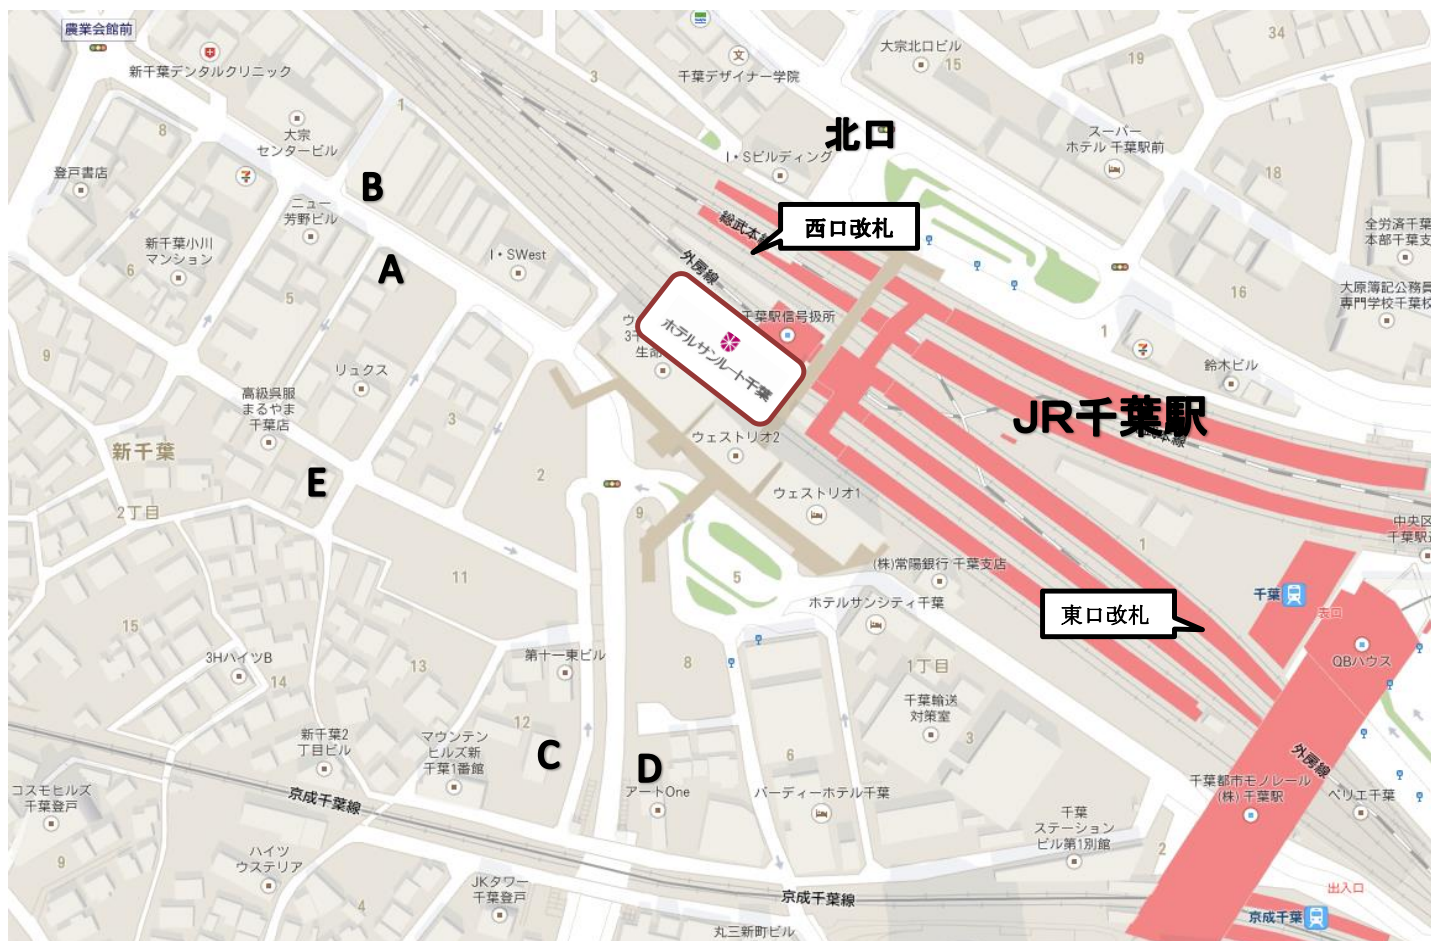 農業会館前
新千葉デンタルクリニック
8
1
3
千葉デザイナー学院
文
大宗北口ビル
15
19
34
大宗
センタービル
北口
スーパー
ホテル 千葉駅前
登戸書店
B
I・Sビルディング
18
ニュー
芳野ビル
総武本線
西口改札
全労済千葉
本部千葉支
新千葉小川
マンション
6
A
I・SWest
外房線
5
16
大原簿記公務員
専門学校千葉校
ウ
3千
生命
ホテルサンルート千葉
千葉駅信号扱所
1
9
リュクス
鈴木ビル
高級呉服
まるやま
千葉店
3
JR千葉駅
本線
新千葉
ウェストリオ2
E
2
ウェストリオ1
2丁目
9
中央区
千葉駅
1
11
5
(株)常陽銀行 千葉支店
千葉
ホテルサンシティ千葉
東口改札
表口
15
3HハイツB
13
14
第十一東ビル
8
1丁目
QBハウス
千葉輸送
対策室
12
新千葉2
丁目ビル
マウンテン
ヒルズ新
千葉1番館
C
D
6
3
外房線
コスモヒルズ
千葉登戸
京成千葉線
アートOne
バーディーホテル千葉
千葉都市モノレール
(株) 千葉駅
ペリエ千葉
千葉
ステーション
ビル第1別館
9
ハイツ
ウステリア
2
JKタワー
千葉登戸
京成千葉線
出入口
4
京成千葉
丸三新町ビル